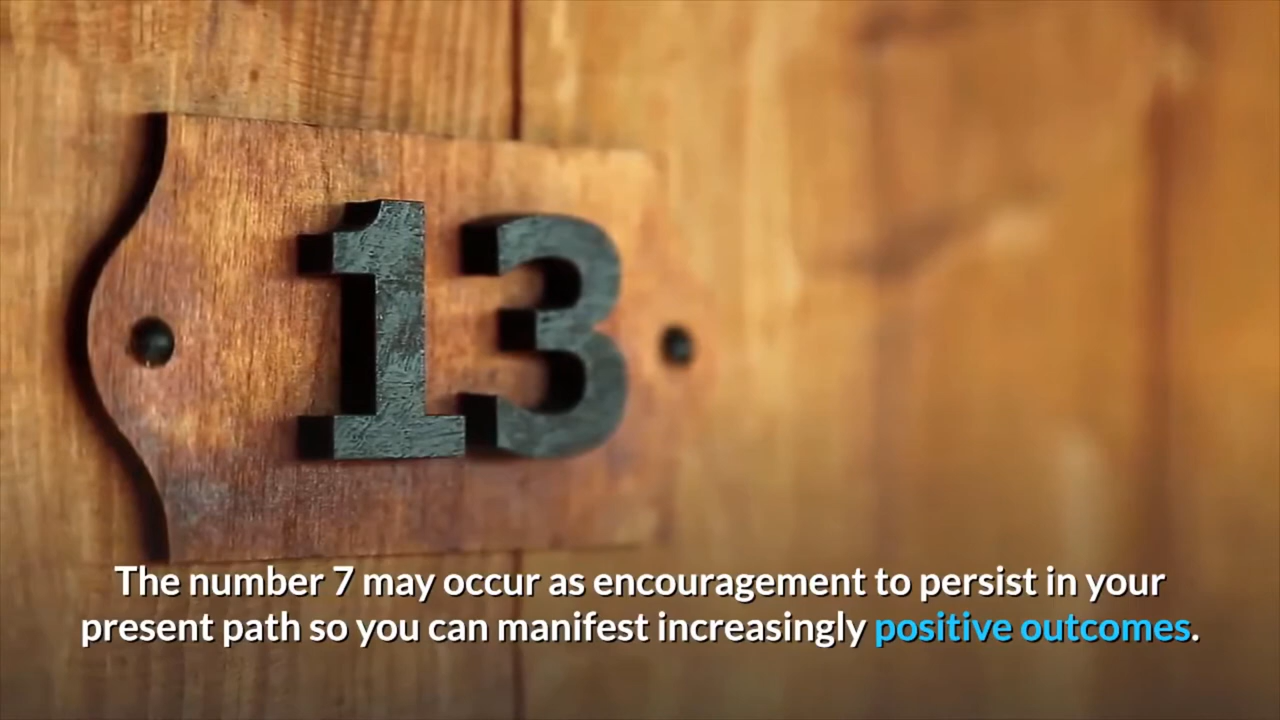 13
The number 7 may occur as encouragement to persist in your
present path so you can manifest increasingly positive outcomes.